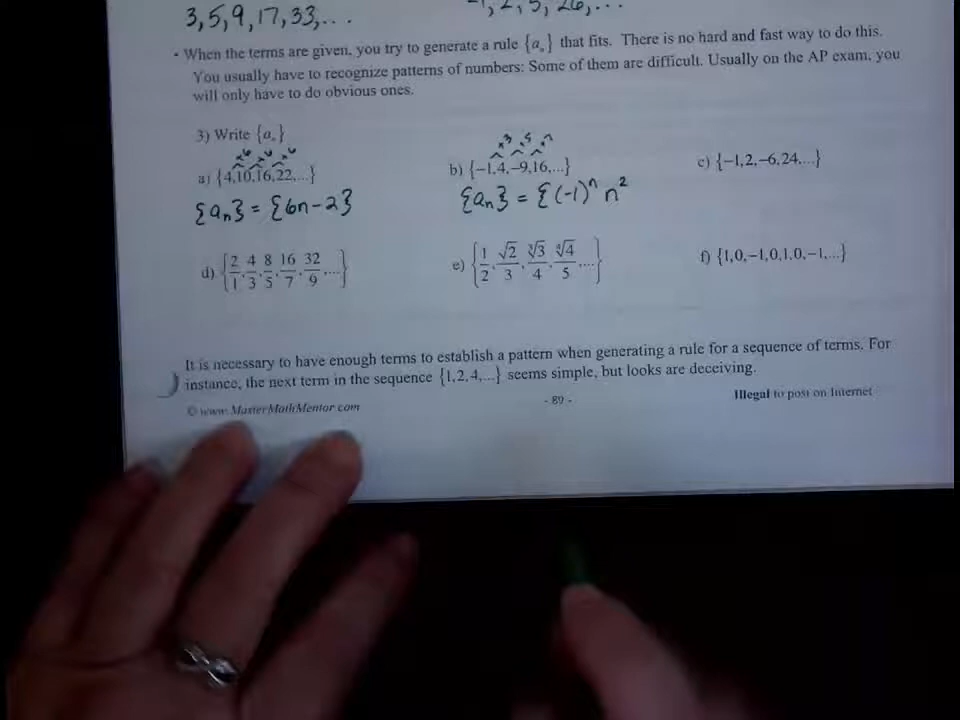 3, 5, 9, 17, 33, . . .
-1, 2, 5, 26, . . .
• When the terms are given, you try to generate a rule {aₙ} that fits. There is no hard and fast way to do this.
You usually have to recognize patterns of numbers: Some of them are difficult. Usually on the AP exam, you
will only have to do obvious ones.
3) Write {aₙ}
a) {4,10,16,22,...}
b) {-1,4,-9,16,...}
c) {-1,2,-6,24,...}
{aₙ} = {6n-2}
{aₙ} = {(-1)ⁿ n²
d) {2/1, 4/3, 8/5, 16/7, 32/9, ...}
e) {1/2, √2/3, ∛3/4, ∜4/5, ...}
f) {1,0,-1,0,1,0,-1,...}
It is necessary to have enough terms to establish a pattern when generating a rule for a sequence of terms. For
instance, the next term in the sequence {1,2,4,...} seems simple, but looks are deceiving.
© www.MasterMathMentor.com
- 89 -
Illegal to post on Internet